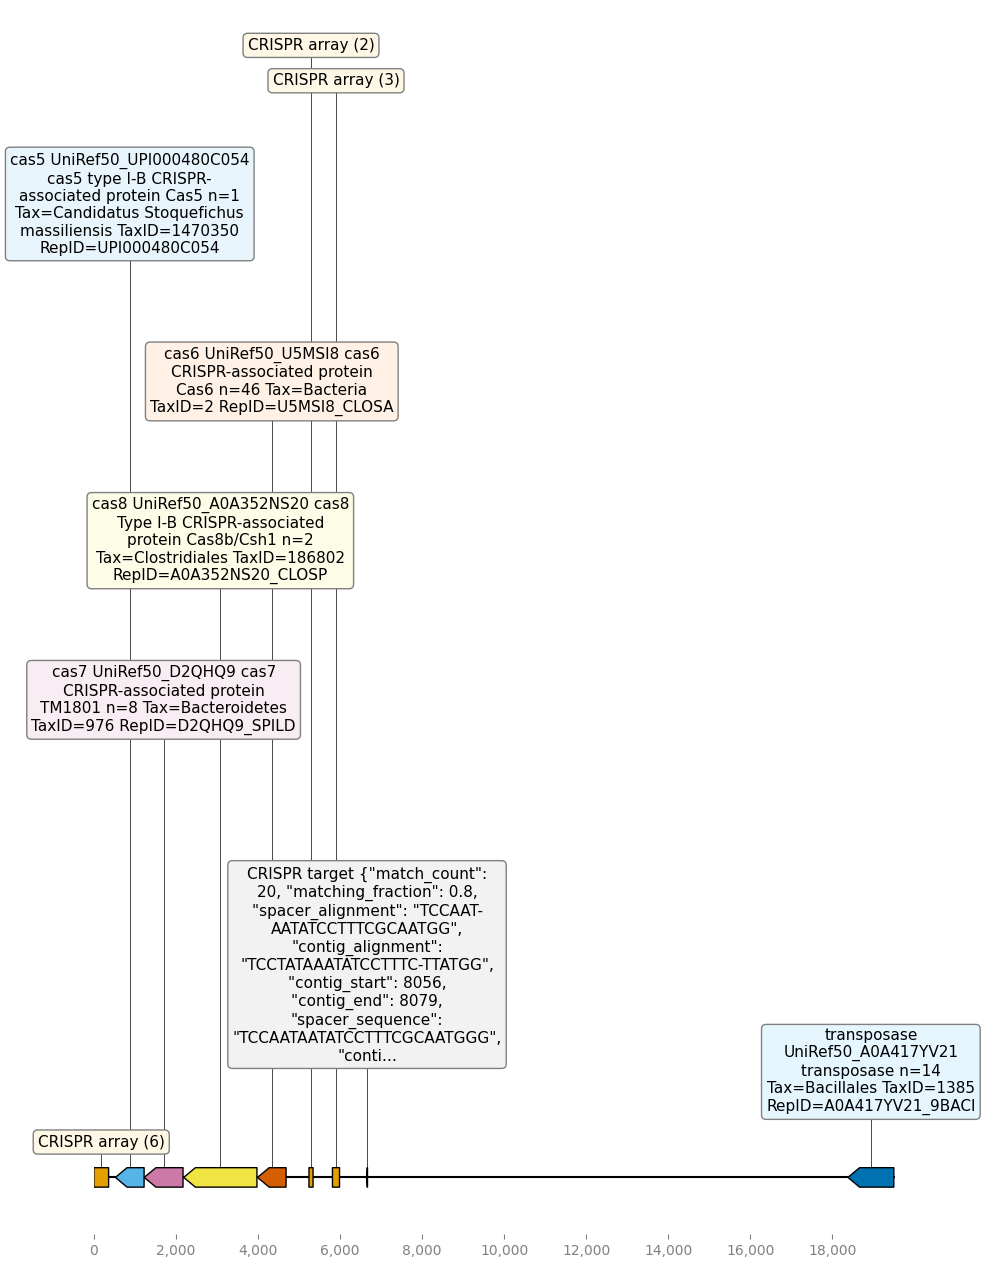 CRISPR array (2)
CRISPR array (3)
cas5 UniRef50_UPI000480C054
cas5 type I-B CRISPR-
associated protein Cas5 n=1
Tax=Candidatus Stoquefichus
massiliensis TaxID=1470350
RepID=UPI000480C054
cas6 UniRef50_U5MSI8 cas6
CRISPR-associated protein
Cas6 n=46 Tax=Bacteria
TaxID=2 RepID=U5MSI8_CLOSA
cas8 UniRef50_A0A352NS20 cas8
Type I-B CRISPR-associated
protein Cas8b/Csh1 n=2
Tax=Clostridiales TaxID=186802
RepID=A0A352NS20_CLOSP
cas7 UniRef50_D2QHQ9 cas7
CRISPR-associated protein
TM1801 n=8 Tax=Bacteroidetes
TaxID=976 RepID=D2QHQ9_SPILD
CRISPR target {"match_count":
20, "matching_fraction": 0.8,
"spacer_alignment": "TCCAAT-
AATATCCTTTCGCAATGG",
"contig_alignment":
"TCCTATAAATATCCTTTC-TTATGG",
"contig_start": 8056,
"contig_end": 8079,
"spacer_sequence":
"TCCAATAATATCCTTTCGCAATGGG",
"conti...
transposase
UniRef50_A0A417YV21
transposase n=14
Tax=Bacillales TaxID=1385
RepID=A0A417YV21_9BACI
CRISPR array (6)
0 2,000 4,000 6,000 8,000 10,000 12,000 14,000 16,000 18,000